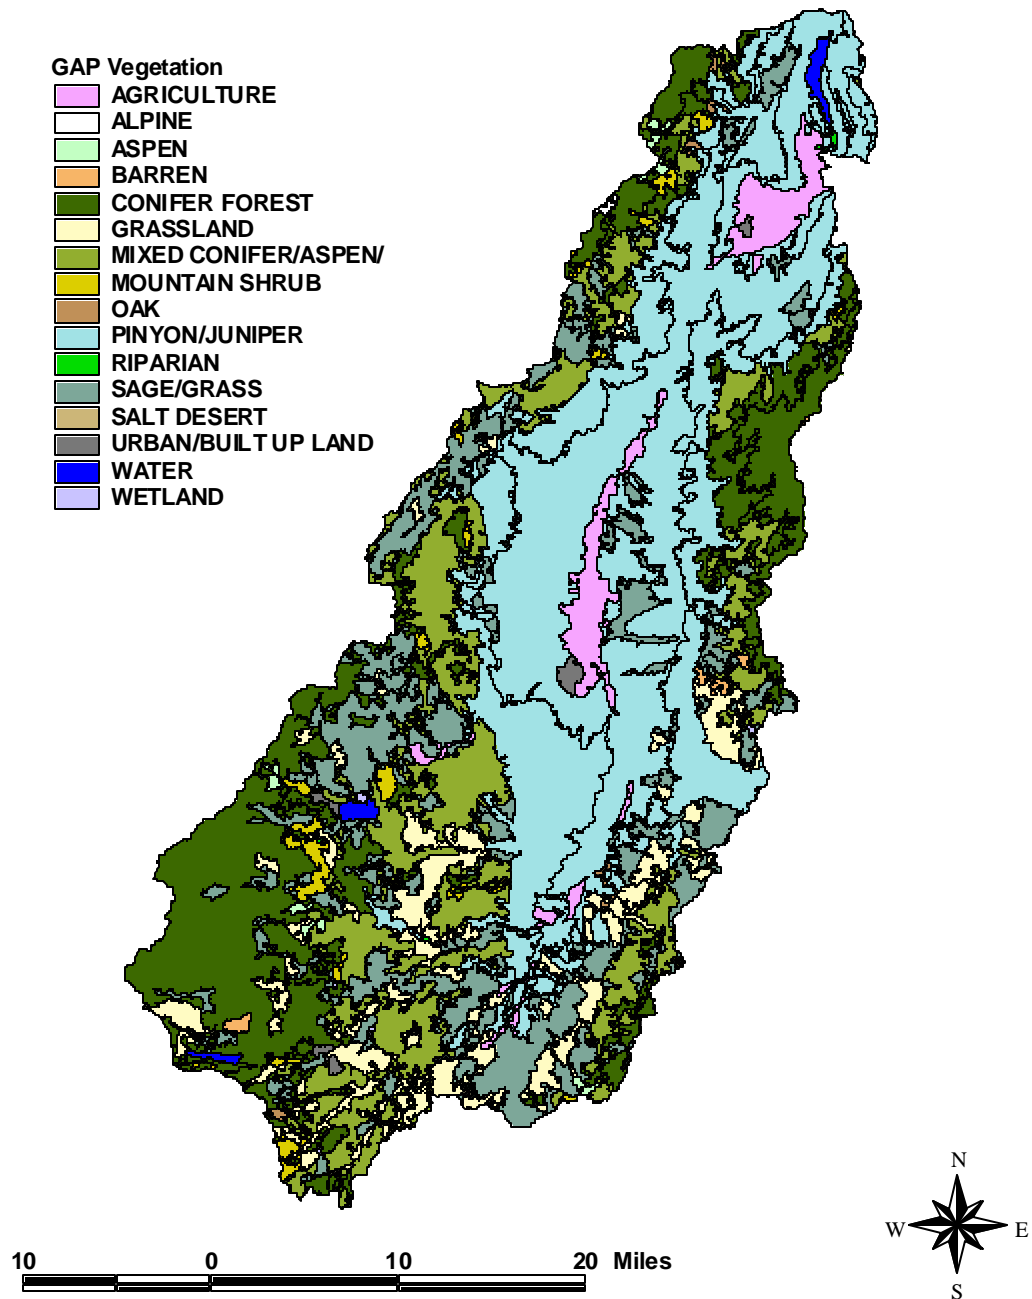 GAP Vegetation
AGRICULTURE
ALPINE
ASPEN
BARREN
CONIFER FOREST
GRASSLAND
MIXED CONIFER/ASPEN/
MOUNTAIN SHRUB
OAK
PINYON/JUNIPER
RIPARIAN
SAGE/GRASS
SALT DESERT
URBAN/BUILT UP LAND
WATER
WETLAND
N
W E
S
10 0 10 20 Miles